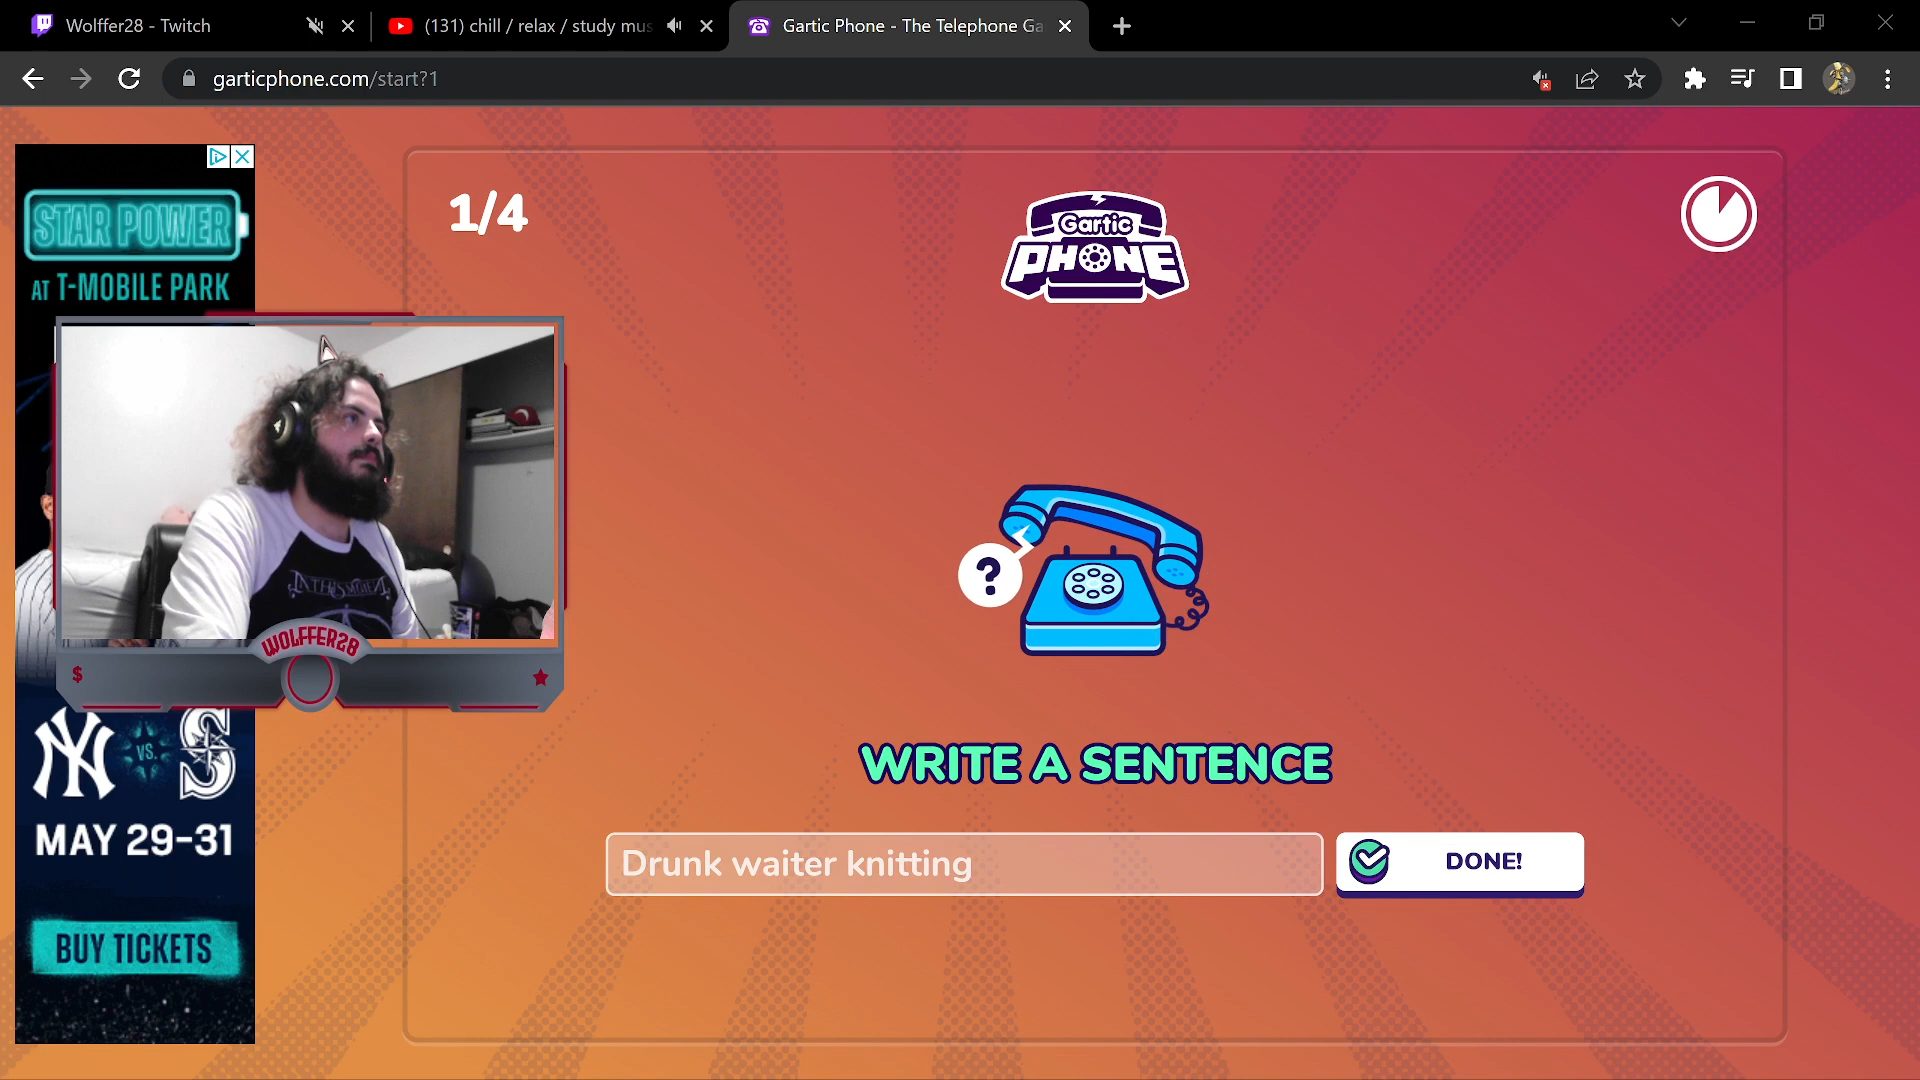 Wolffer28 - Twitch
(131) chill / relax / study mus
Gartic Phone - The Telephone Ga
garticphone.com/start?1
STAR POWER
AT T-MOBILE PARK
1/4
Gartic
PHONE
?
WOLFFER28
$
NY VS. S
MAY 29-31
BUY TICKETS
WRITE A SENTENCE
Drunk waiter knitting
DONE!